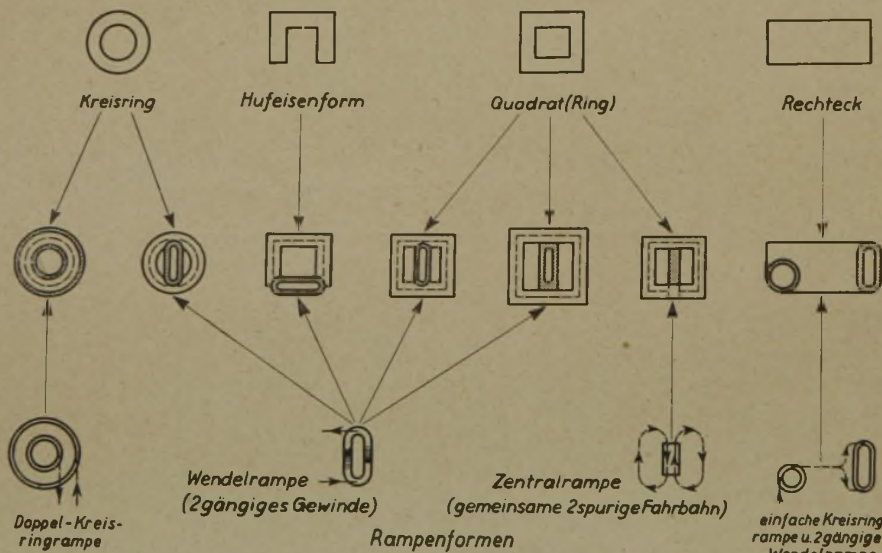 Kreisring
Hufeisenform
Quadrat (Ring)
Rechteck
Wendelrampe
(2gängiges Gewinde)
Zentralrampe
(gemeinsame 2spurige Fahrbahn)
Doppel-Kreis-
ringrampe
einfache Kreisring
rampe u. 2gängige
Wendelrampe
Rampenformen